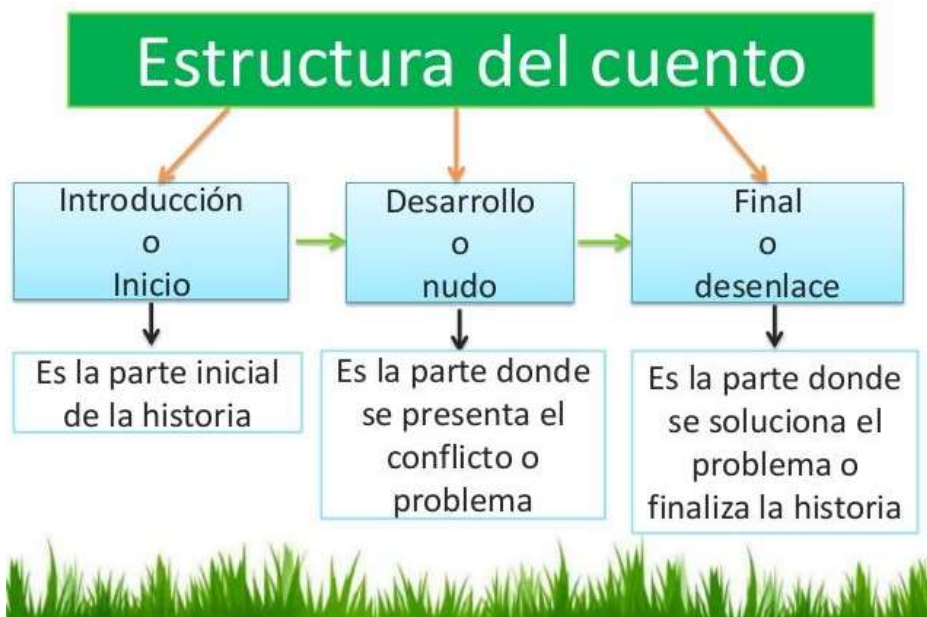 Estructura del cuento
Introducción
o
Inicio
Desarrollo
o
nudo
Final
o
desenlace
Es la parte inicial
de la historia
Es la parte donde
se presenta el
conflicto o
problema
Es la parte donde
se soluciona el
problema o
finaliza la historia